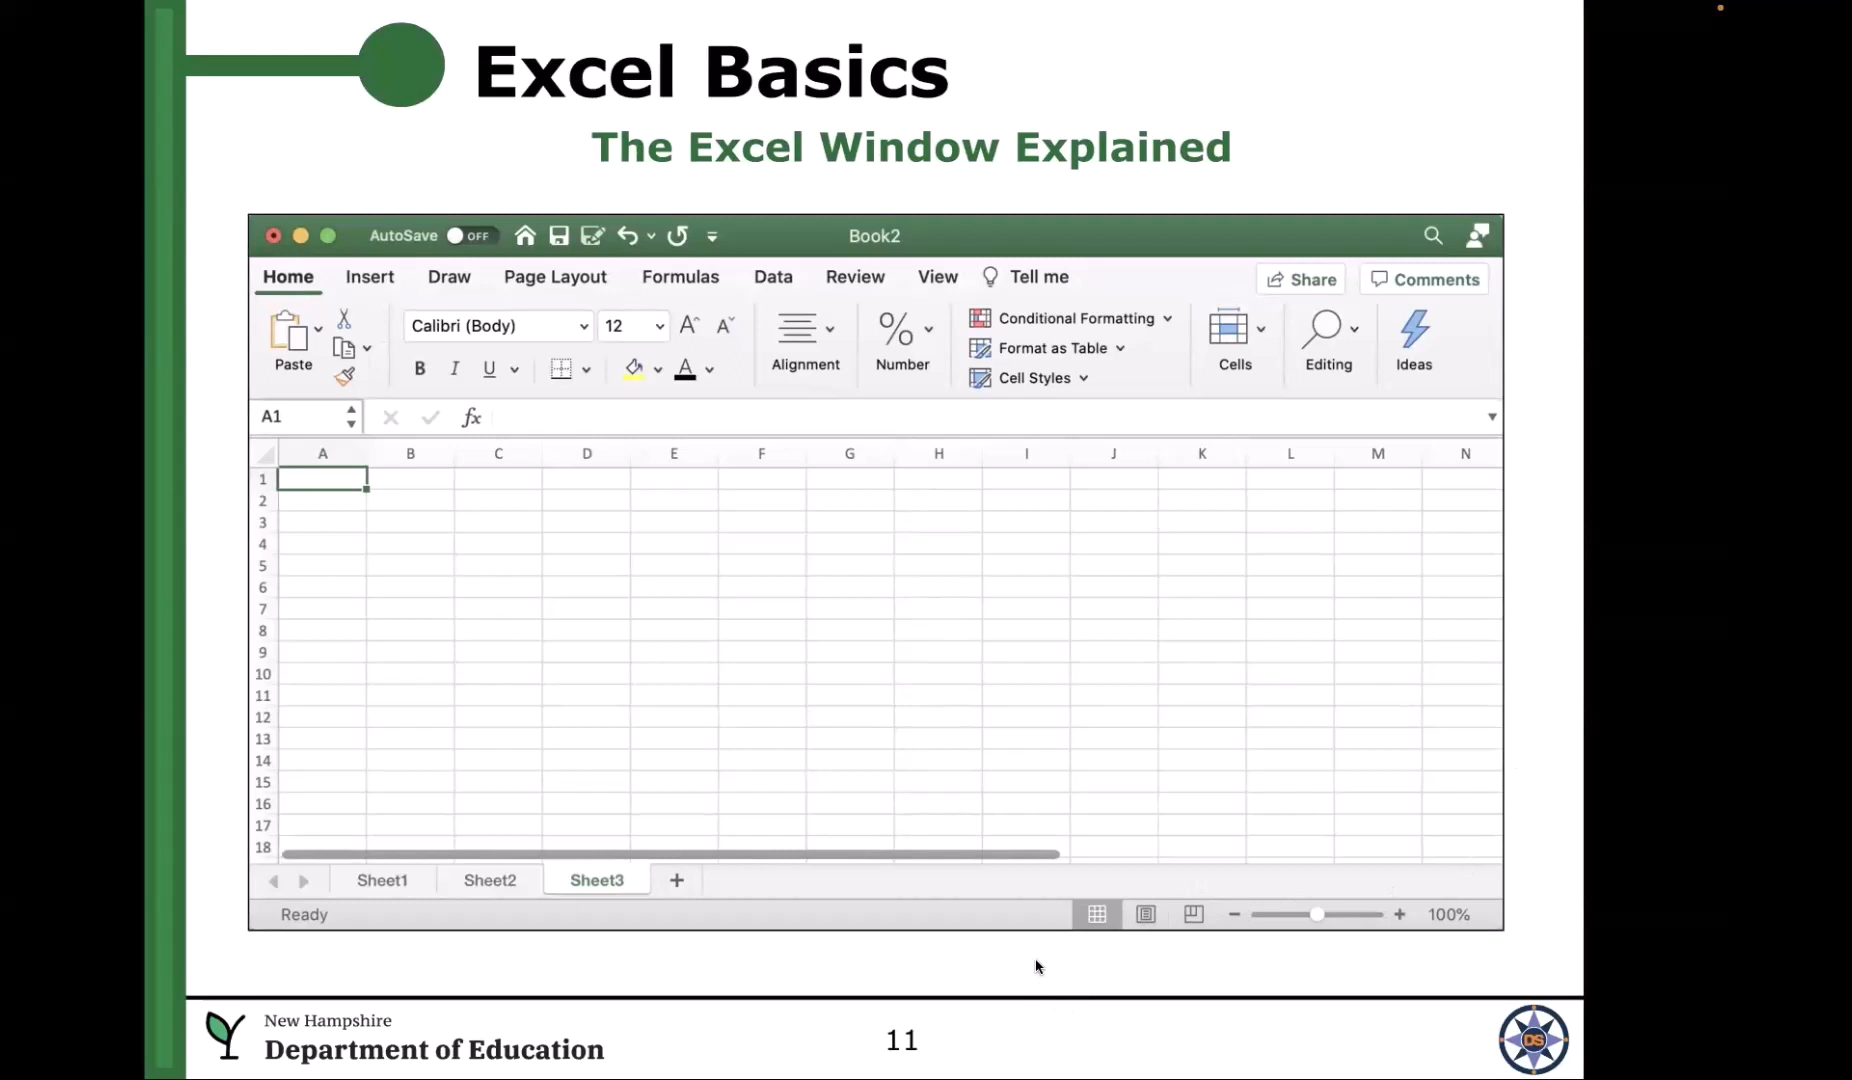 Excel Basics
The Excel Window Explained
AutoSave OFF Book2
Home Insert Draw Page Layout Formulas Data Review View Tell me Share Comments
Paste Calibri (Body) 12 A^ Aˇ B I U A Alignment % Number Conditional Formatting Format as Table Cell Styles Cells Editing Ideas
A1 fx
A B C D E F G H I J K L M N
1
2
3
4
5
6
7
8
9
10
11
12
13
14
15
16
17
18
Sheet1 Sheet2 Sheet3 +
Ready − + 100%
New Hampshire
Department of Education
11
DS